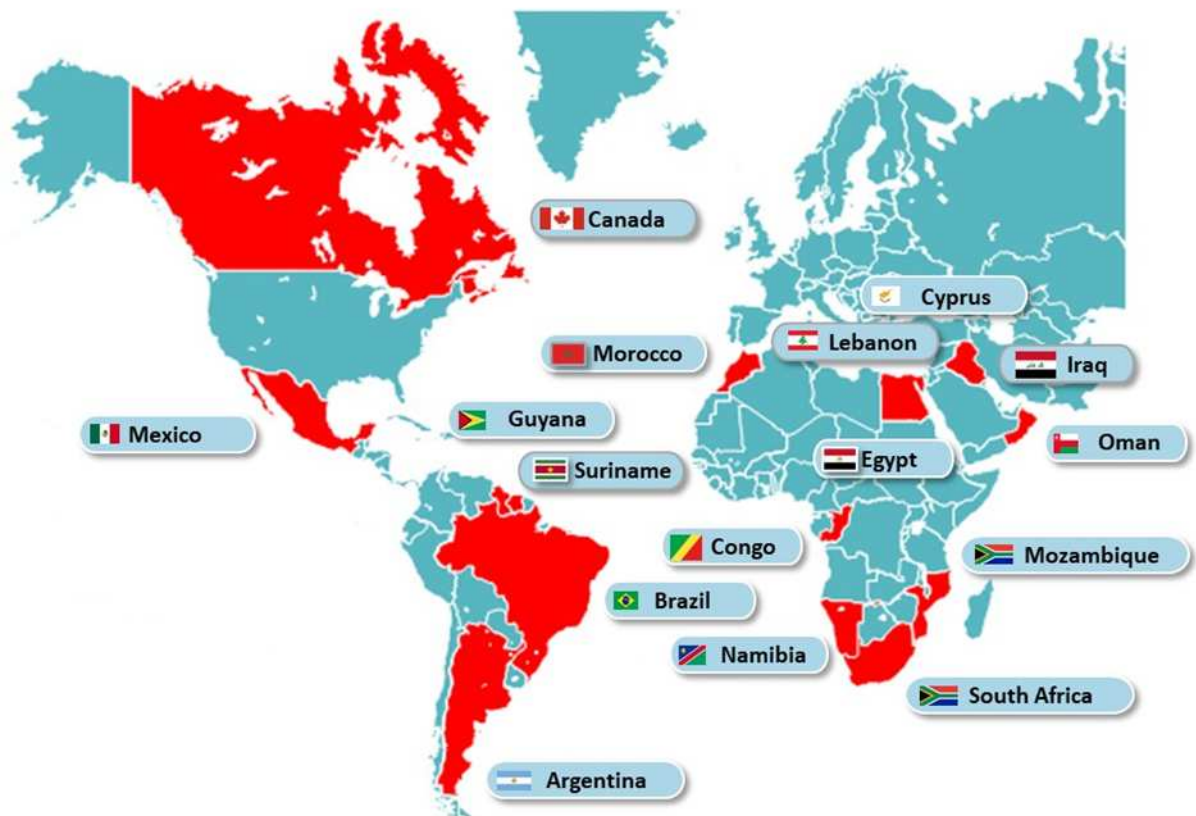 Canada
Cyprus
Lebanon
Morocco
Iraq
Guyana
Mexico
Oman
Egypt
Suriname
Congo
Mozambique
Brazil
Namibia
South Africa
Argentina